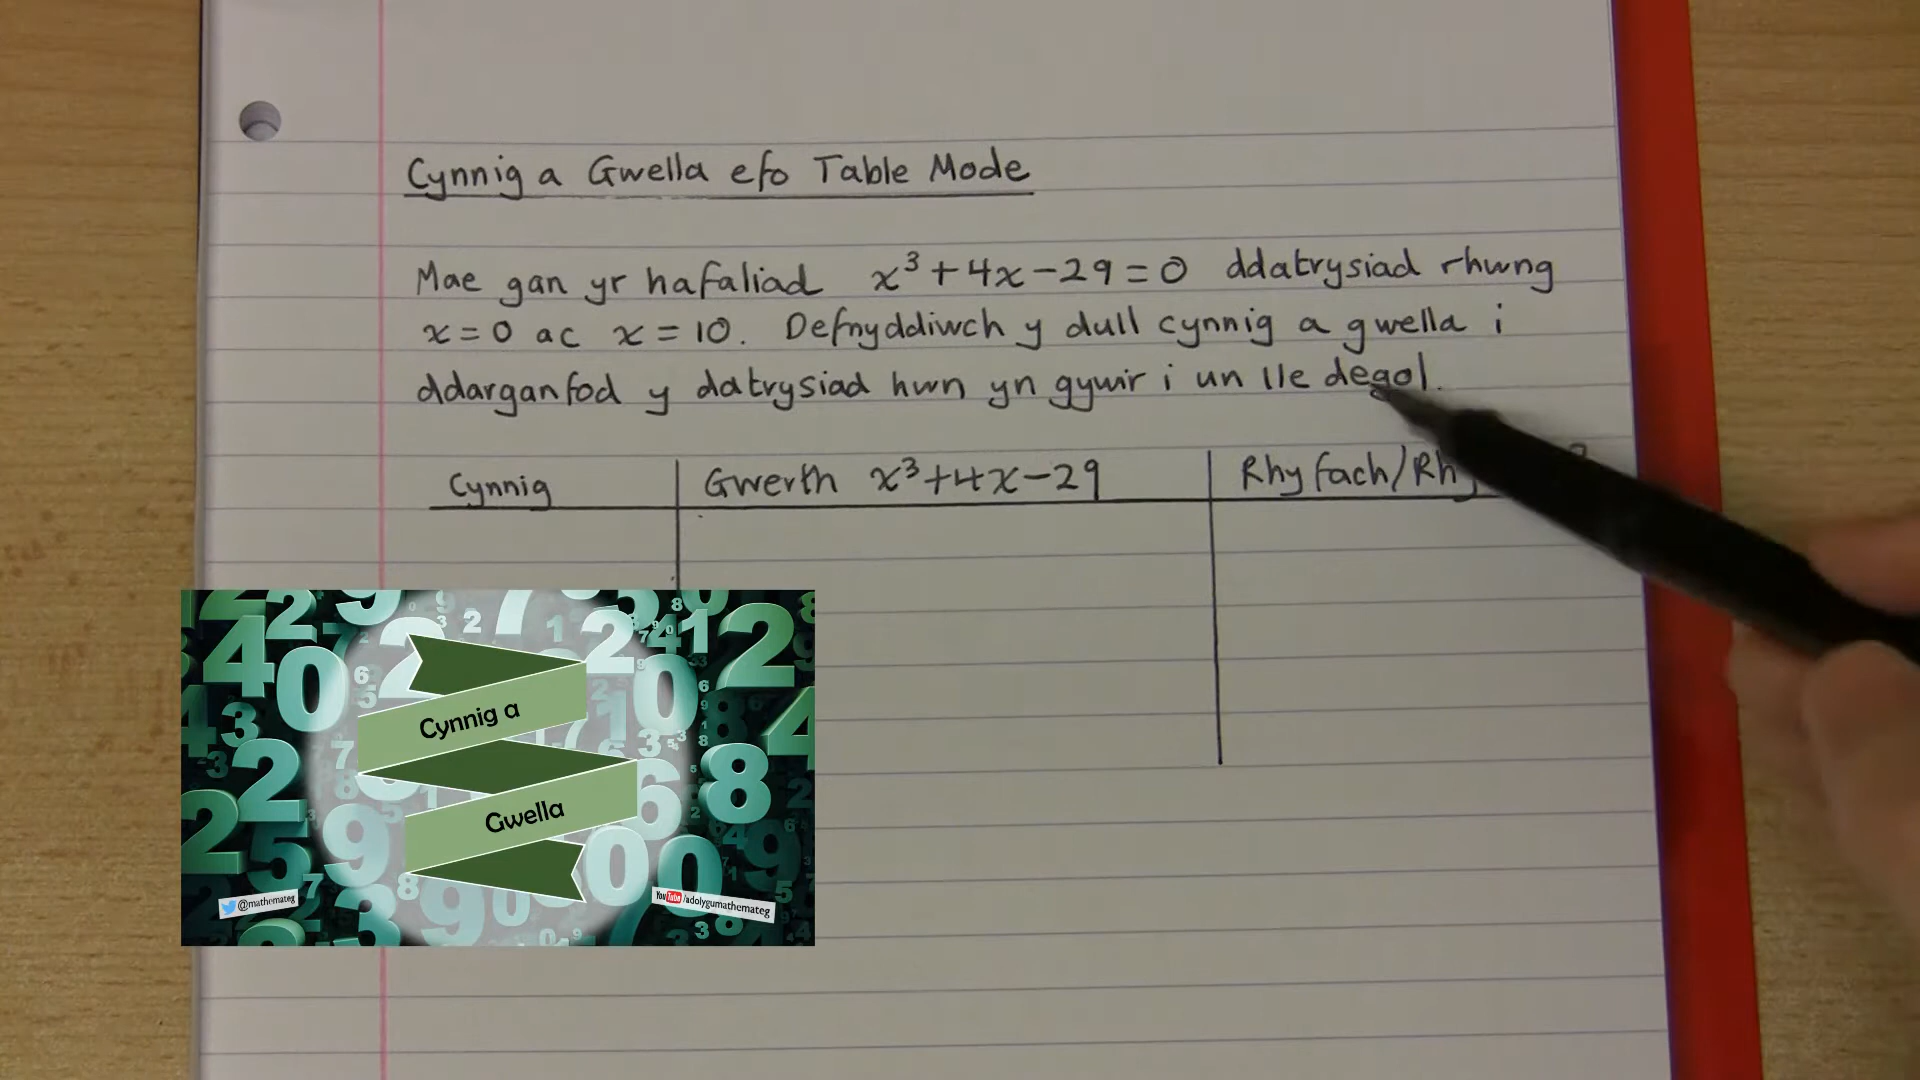 Cynnig a Gwella efo Table Mode
Mae gan yr hafaliad x³+4x-29=0 ddatrysiad rhwng
x=0 ac x=10. Defnyddiwch y dull cynnig a gwella i
ddarganfod y datrysiad hwn yn gywir i un lle degol.
Cynnig Gwerth x³+4x-29 Rhy fach/Rhy ?
Cynnig a
Gwella
@mathemateg
YouTube /adolygumathemateg